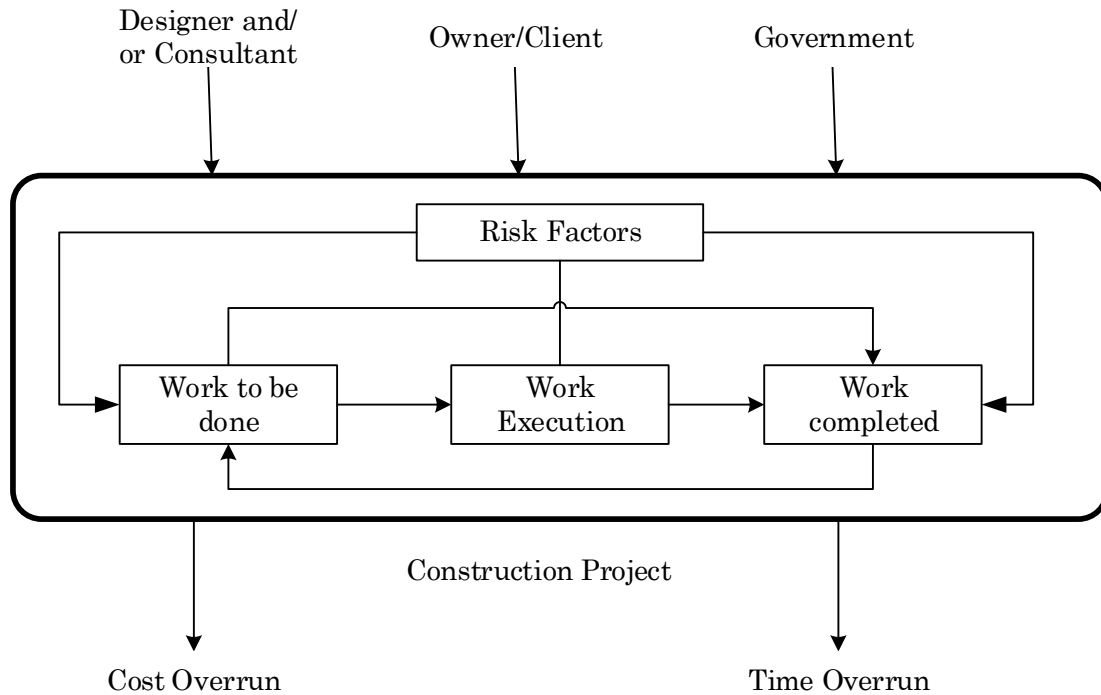 Designer and/
or Consultant
Owner/Client
Government
Risk Factors
Work to be
done
Work
Execution
Work
completed
Construction Project
Cost Overrun
Time Overrun